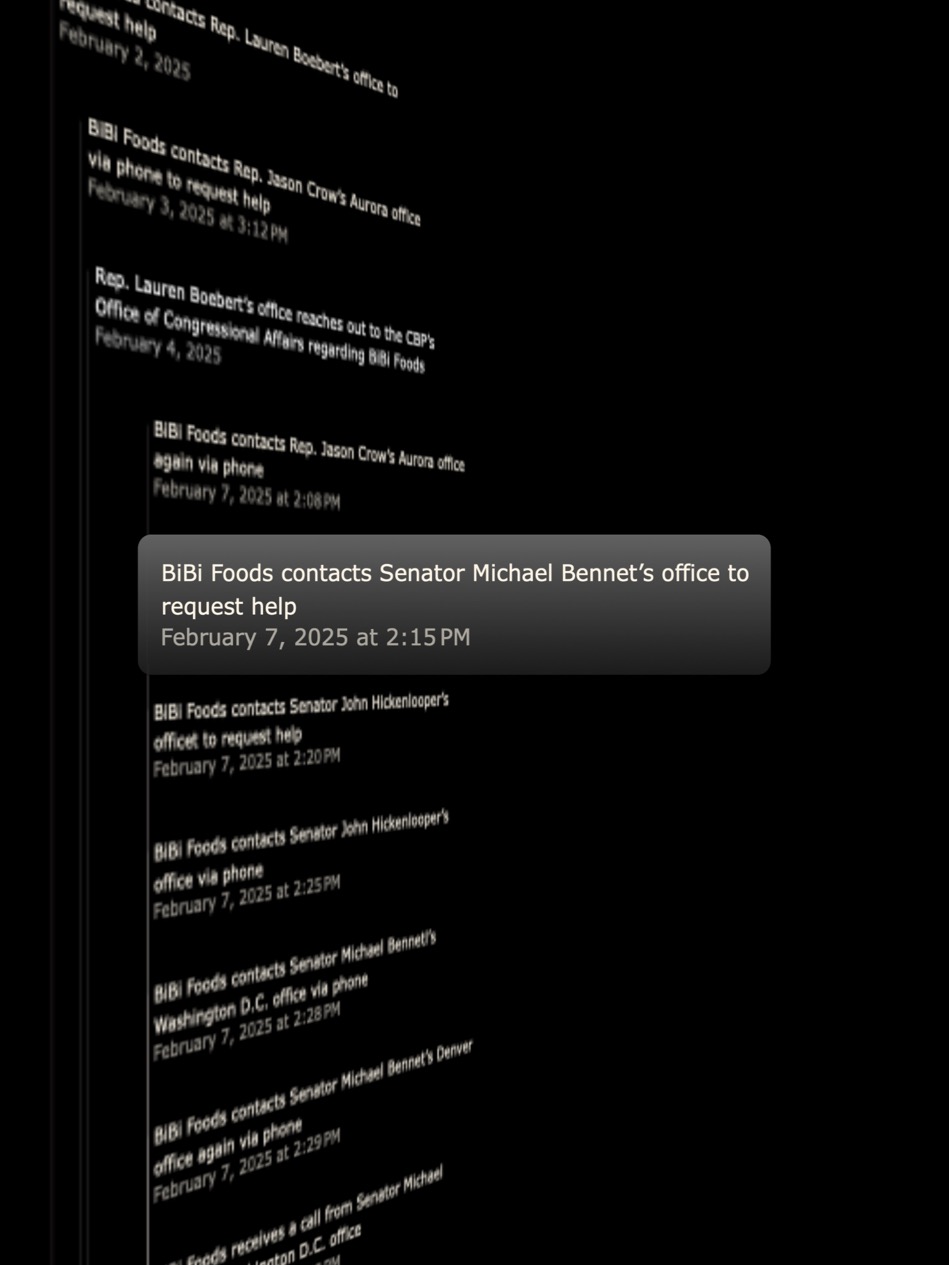 contacts Rep. Lauren Boebert's office to
request help
February 2, 2025
BiBi Foods contacts Rep. Jason Crow's Aurora office
via phone to request help
February 3, 2025 at 3:12 PM
Rep. Lauren Boebert's office reaches out to the CBP's
Office of Congressional Affairs regarding BiBi Foods
February 4, 2025
BiBi Foods contacts Rep. Jason Crow's Aurora office
again via phone
February 7, 2025 at 2:08 PM
BiBi Foods contacts Senator Michael Bennet’s office to
request help
February 7, 2025 at 2:15 PM
BiBi Foods contacts Senator John Hickenlooper's
officet to request help
February 7, 2025 at 2:20 PM
BiBi Foods contacts Senator John Hickenlooper's
office via phone
February 7, 2025 at 2:25 PM
BiBi Foods contacts Senator Michael Bennett's
Washington D.C. office via phone
February 7, 2025 at 2:28 PM
BiBi Foods contacts Senator Michael Bennet's Denver
office again via phone
February 7, 2025 at 2:29 PM
Foods receives a call from Senator Michael
D.C. office